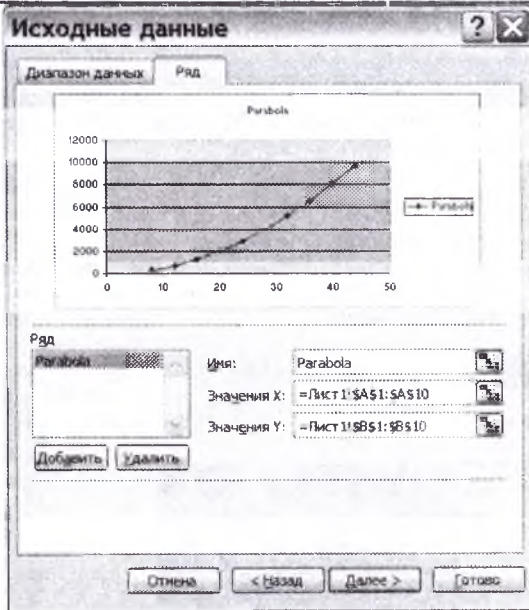 Исходные данные
Диапазон данных Ряд
Parabola
12000
10000
8000
6000
4000
2000
0
0 10 20 30 40 50
Parabola
Ряд
Parabola
Имя: Parabola
Значения X: =Лист1!$A$1:$A$10
Значения Y: =Лист1!$B$1:$B$10
Добавить Удалить
Отмена < Назад Далее > Готово